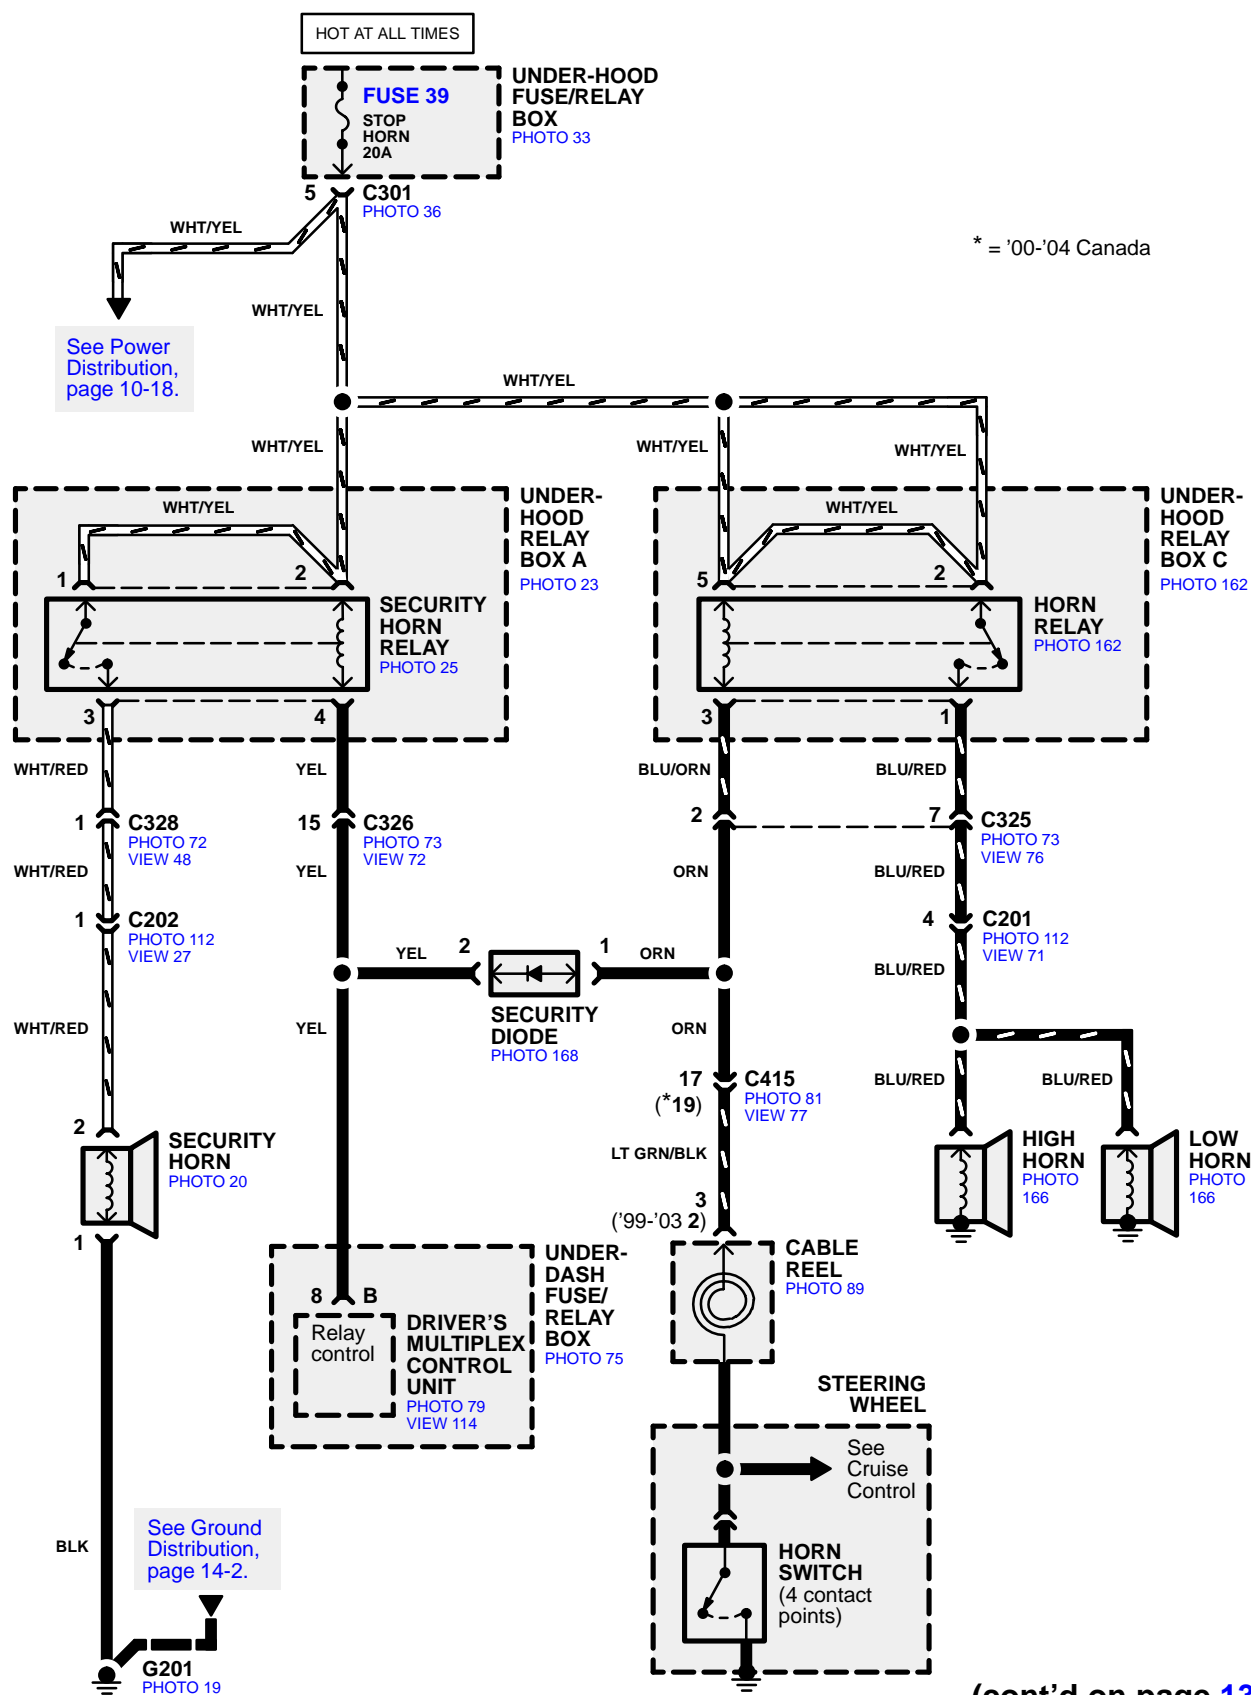 HOT AT ALL TIMES
FUSE 39
STOP
HORN
20A
UNDER-HOOD
FUSE/RELAY
BOX
PHOTO 33
5
C301
PHOTO 36
WHT/YEL
* = ’00-’04 Canada
WHT/YEL
See Power
Distribution,
page 10-18.
WHT/YEL
WHT/YEL
WHT/YEL
WHT/YEL
WHT/YEL
UNDER-
HOOD
RELAY
BOX A
PHOTO 23
WHT/YEL
UNDER-
HOOD
RELAY
BOX C
PHOTO 162
1
2
5
2
SECURITY
HORN
RELAY
PHOTO 25
HORN
RELAY
PHOTO 162
3
4
3
1
WHT/RED
YEL
BLU/ORN
BLU/RED
1
C328
PHOTO 72
VIEW 48
15
C326
PHOTO 73
VIEW 72
2
7
C325
PHOTO 73
VIEW 76
WHT/RED
YEL
ORN
BLU/RED
1
C202
PHOTO 112
VIEW 27
4
C201
PHOTO 112
VIEW 71
YEL
2
1
ORN
BLU/RED
SECURITY
DIODE
PHOTO 168
WHT/RED
YEL
ORN
17
(*19)
C415
PHOTO 81
VIEW 77
BLU/RED
BLU/RED
2
SECURITY
HORN
PHOTO 20
LT GRN/BLK
HIGH
HORN
PHOTO
166
LOW
HORN
PHOTO
166
3
(’99-’03 2)
1
UNDER-
DASH
FUSE/
RELAY
BOX
PHOTO 75
CABLE
REEL
PHOTO 89
8
B
Relay
control
DRIVER’S
MULTIPLEX
CONTROL
UNIT
PHOTO 79
VIEW 114
STEERING
WHEEL
See
Cruise
Control
BLK
See Ground
Distribution,
page 14-2.
HORN
SWITCH
(4 contact
points)
G201
PHOTO 19
(cont’d on page 13